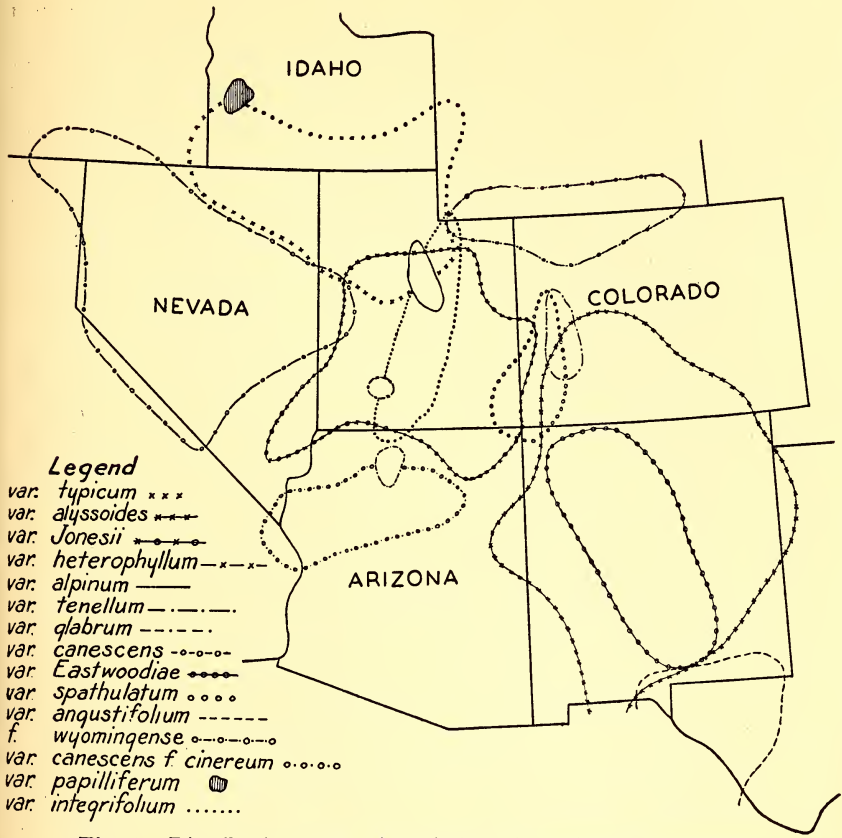 IDAHO
NEVADA
COLORADO
Legend
var. typicum
var. alyssoides
var. Jonesii
var. heterophyllum
var. alpinum
var. tenellum
var. glabrum
var. canescens
var. Eastwoodiae
var. spathulatum
var. angustifolium
f. wyomingense
var. canescens f. cinereum
var. papilliferum
var. integrifolium
ARIZONA